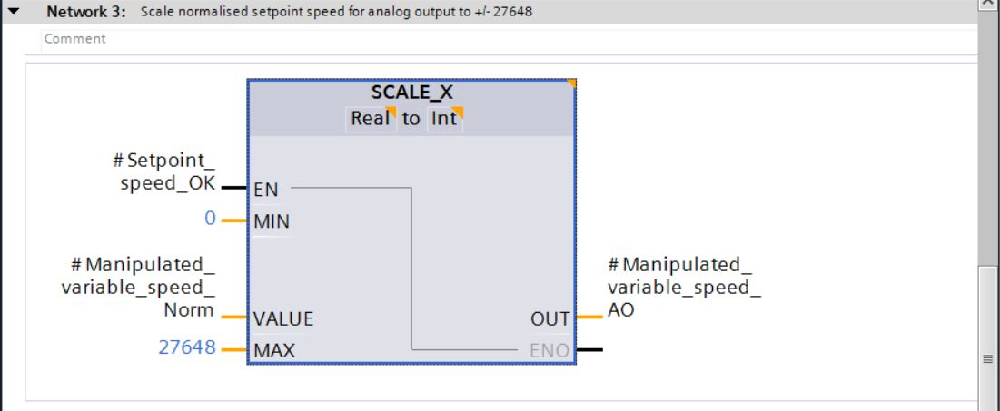 Network 3: Scale normalised setpoint speed for analog output to +/- 27648
Comment
SCALE_X
Real to Int
#Setpoint_
speed_OK
EN
0
MIN
#Manipulated_
variable_speed_
Norm
VALUE
27648
MAX
#Manipulated_
variable_speed_
AO
OUT
ENO